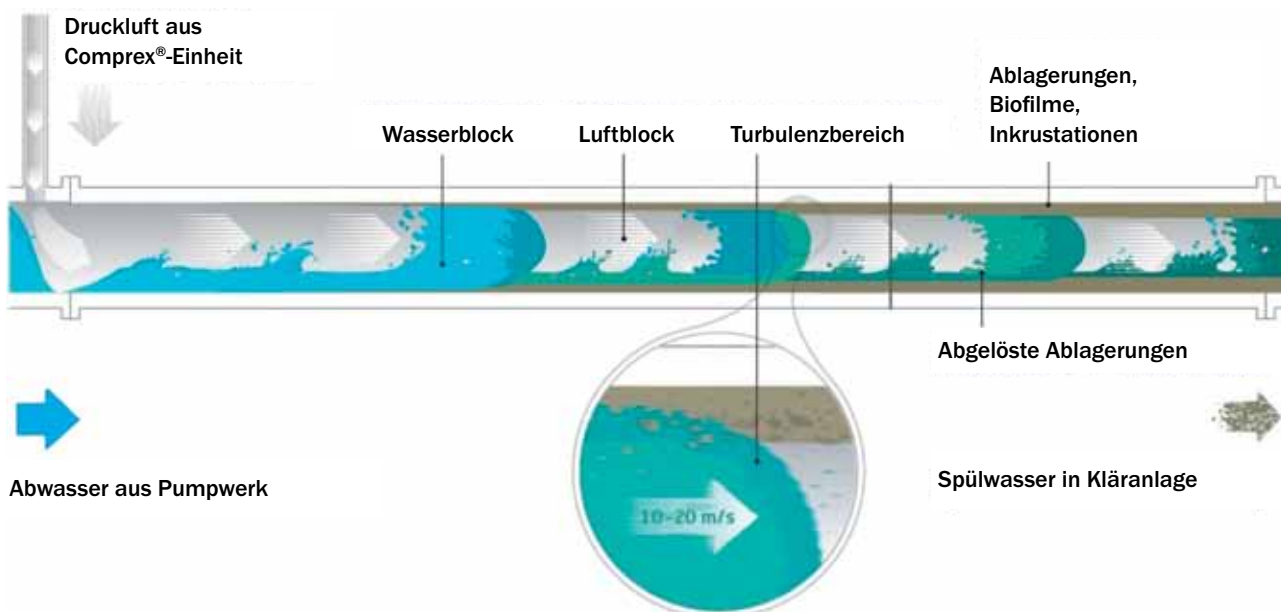 Druckluft aus
Comprex®-Einheit
Ablagerungen,
Biofilme,
Inkrustationen
Wasserblock
Luftblock
Turbulenzbereich
Abgelöste Ablagerungen
Abwasser aus Pumpwerk
10–20 m/s
Spülwasser in Kläranlage